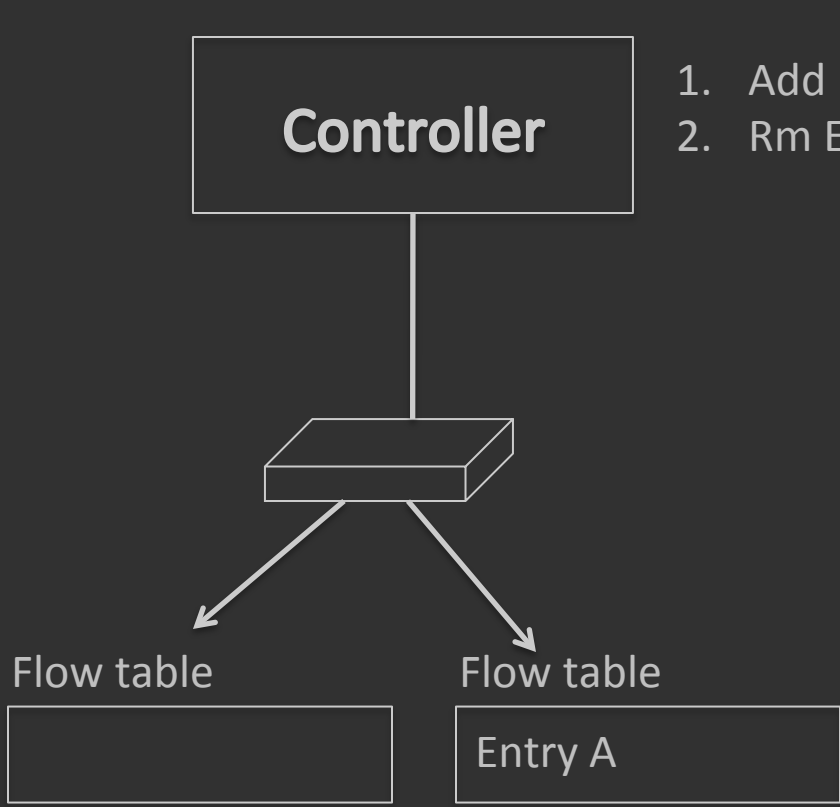 Controller
1. Add
2. Rm E
Flow table
Flow table
Entry A